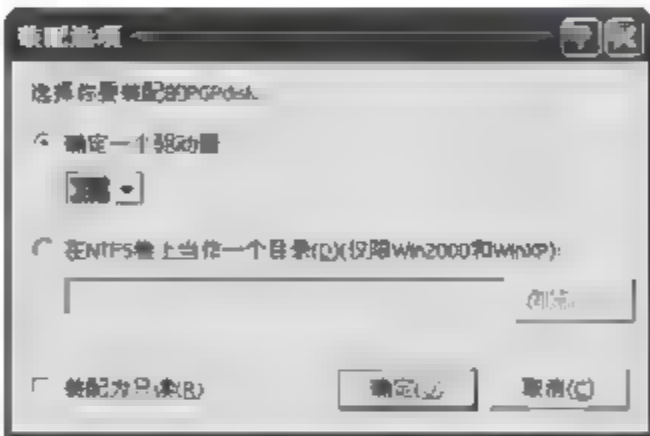 装配选项
选择你要装配的PGPdisk.
确定一个驱动器
在NTFS卷上当作一个目录(D)(仅限Win2000和WinXP):
浏览...
装配为只读(R)
确定
取消(C)